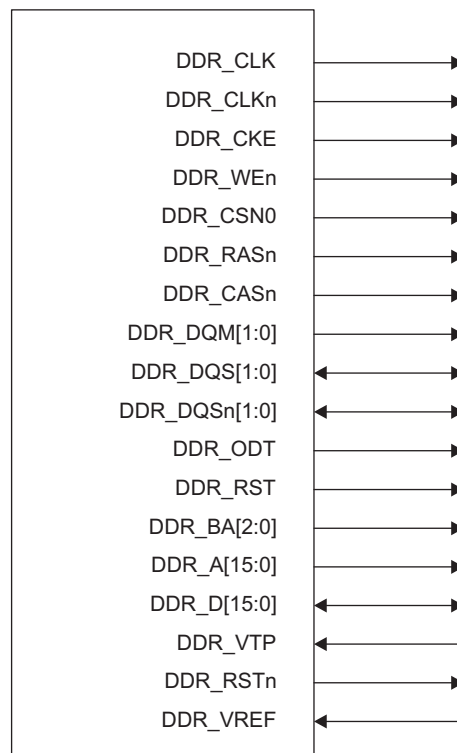 DDR_CLK
DDR_CLKn
DDR_CKE
DDR_WEn
DDR_CSN0
DDR_RASn
DDR_CASn
DDR_DQM[1:0]
DDR_DQS[1:0]
DDR_DQSn[1:0]
DDR_ODT
DDR_RST
DDR_BA[2:0]
DDR_A[15:0]
DDR_D[15:0]
DDR_VTP
DDR_RSTn
DDR_VREF